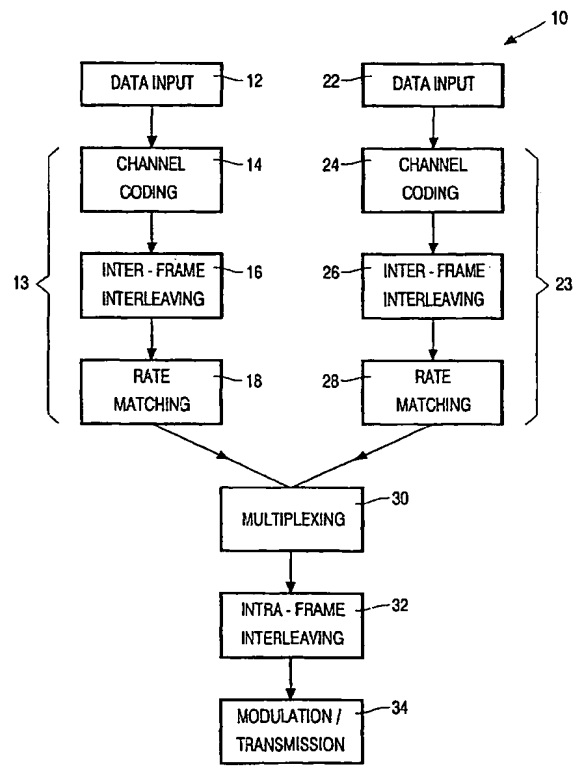 10
DATA INPUT 12
22 DATA INPUT
CHANNEL
CODING
14
24
CHANNEL
CODING
13
INTER - FRAME
INTERLEAVING
16
26
INTER - FRAME
INTERLEAVING
23
RATE
MATCHING
18
28
RATE
MATCHING
MULTIPLEXING
30
INTRA - FRAME
INTERLEAVING
32
MODULATION /
TRANSMISSION
34